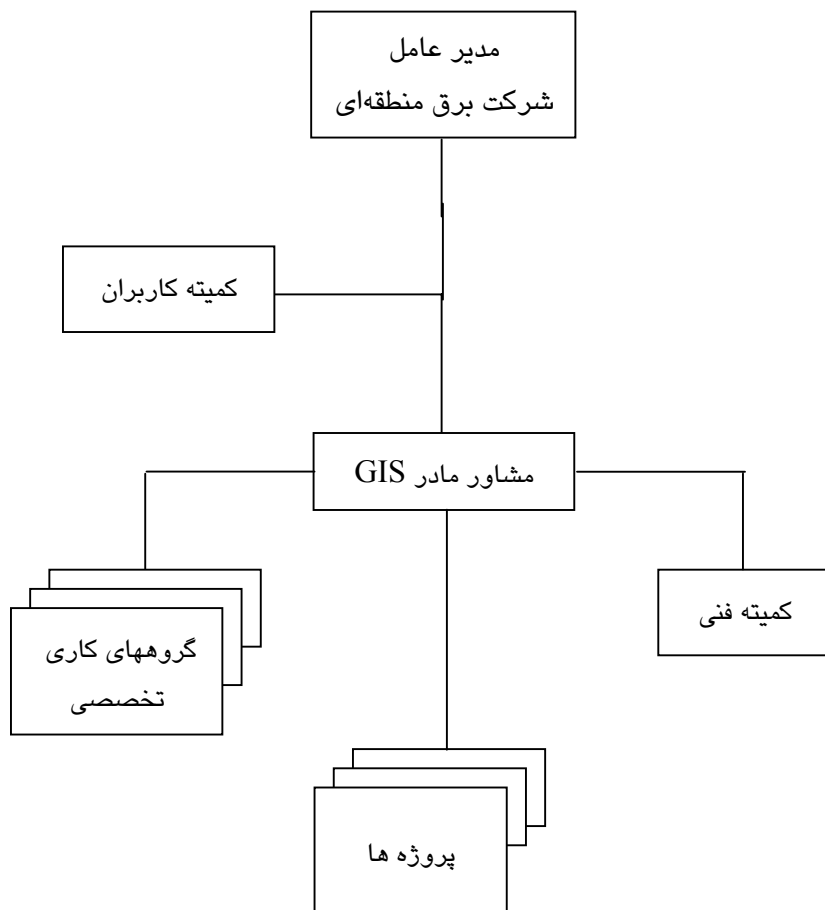 مدیر عامل
شرکت برق منطقه‌ای
کمیته کاربران
مشاور مادر GIS
کمیته فنی
گروههای کاری
تخصصی
پروژه ها